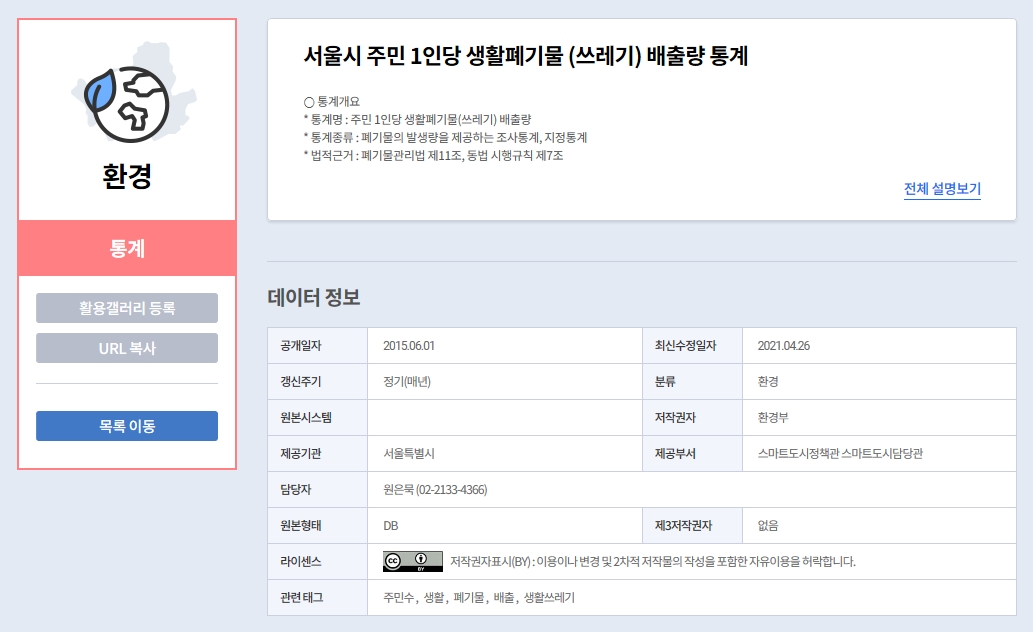 환경
통계
활용갤러리 등록
URL 복사
목록 이동
서울시 주민 1인당 생활폐기물 (쓰레기) 배출량 통계
○ 통계개요
* 통계명 : 주민 1인당 생활폐기물(쓰레기) 배출량
* 통계종류 : 폐기물의 발생량을 제공하는 조사통계, 지정통계
* 법적근거 : 폐기물관리법 제11조, 동법 시행규칙 제7조
전체 설명보기
데이터 정보
공개일자 2015.06.01 최신수정일자 2021.04.26
갱신주기 정기(매년) 분류 환경
원본시스템 저작권자 환경부
제공기관 서울특별시 제공부서 스마트도시정책관 스마트도시담당관
담당자 원은묵 (02-2133-4366)
원본형태 DB 제3저작권자 없음
라이센스 cc BY 저작권자표시(BY) : 이용이나 변경 및 2차적 저작물의 작성을 포함한 자유이용을 허락합니다.
관련 태그 주민수 , 생활 , 폐기물 , 배출 , 생활쓰레기